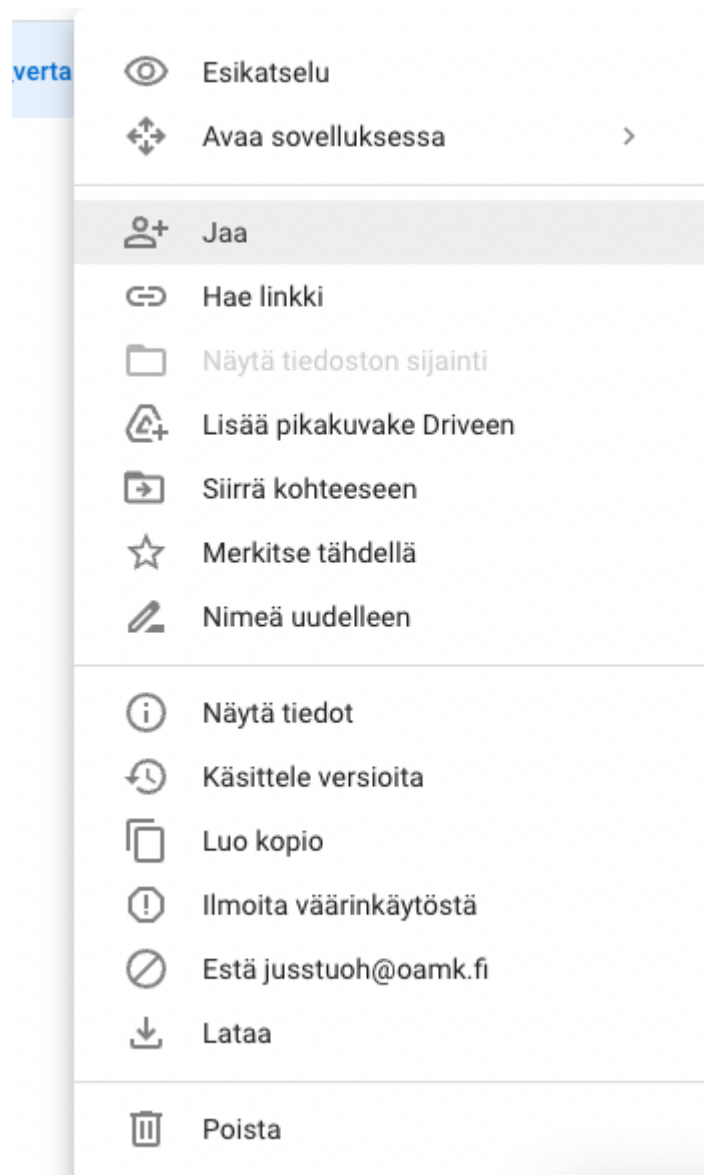 verta
Esikatselu
Avaa sovelluksessa
Jaa
Hae linkki
Näytä tiedoston sijainti
Lisää pikakuvake Driveen
Siirrä kohteeseen
Merkitse tähdellä
Nimeä uudelleen
Näytä tiedot
Käsittele versioita
Luo kopio
Ilmoita väärinkäytöstä
Estä jusstuoh@oamk.fi
Lataa
Poista